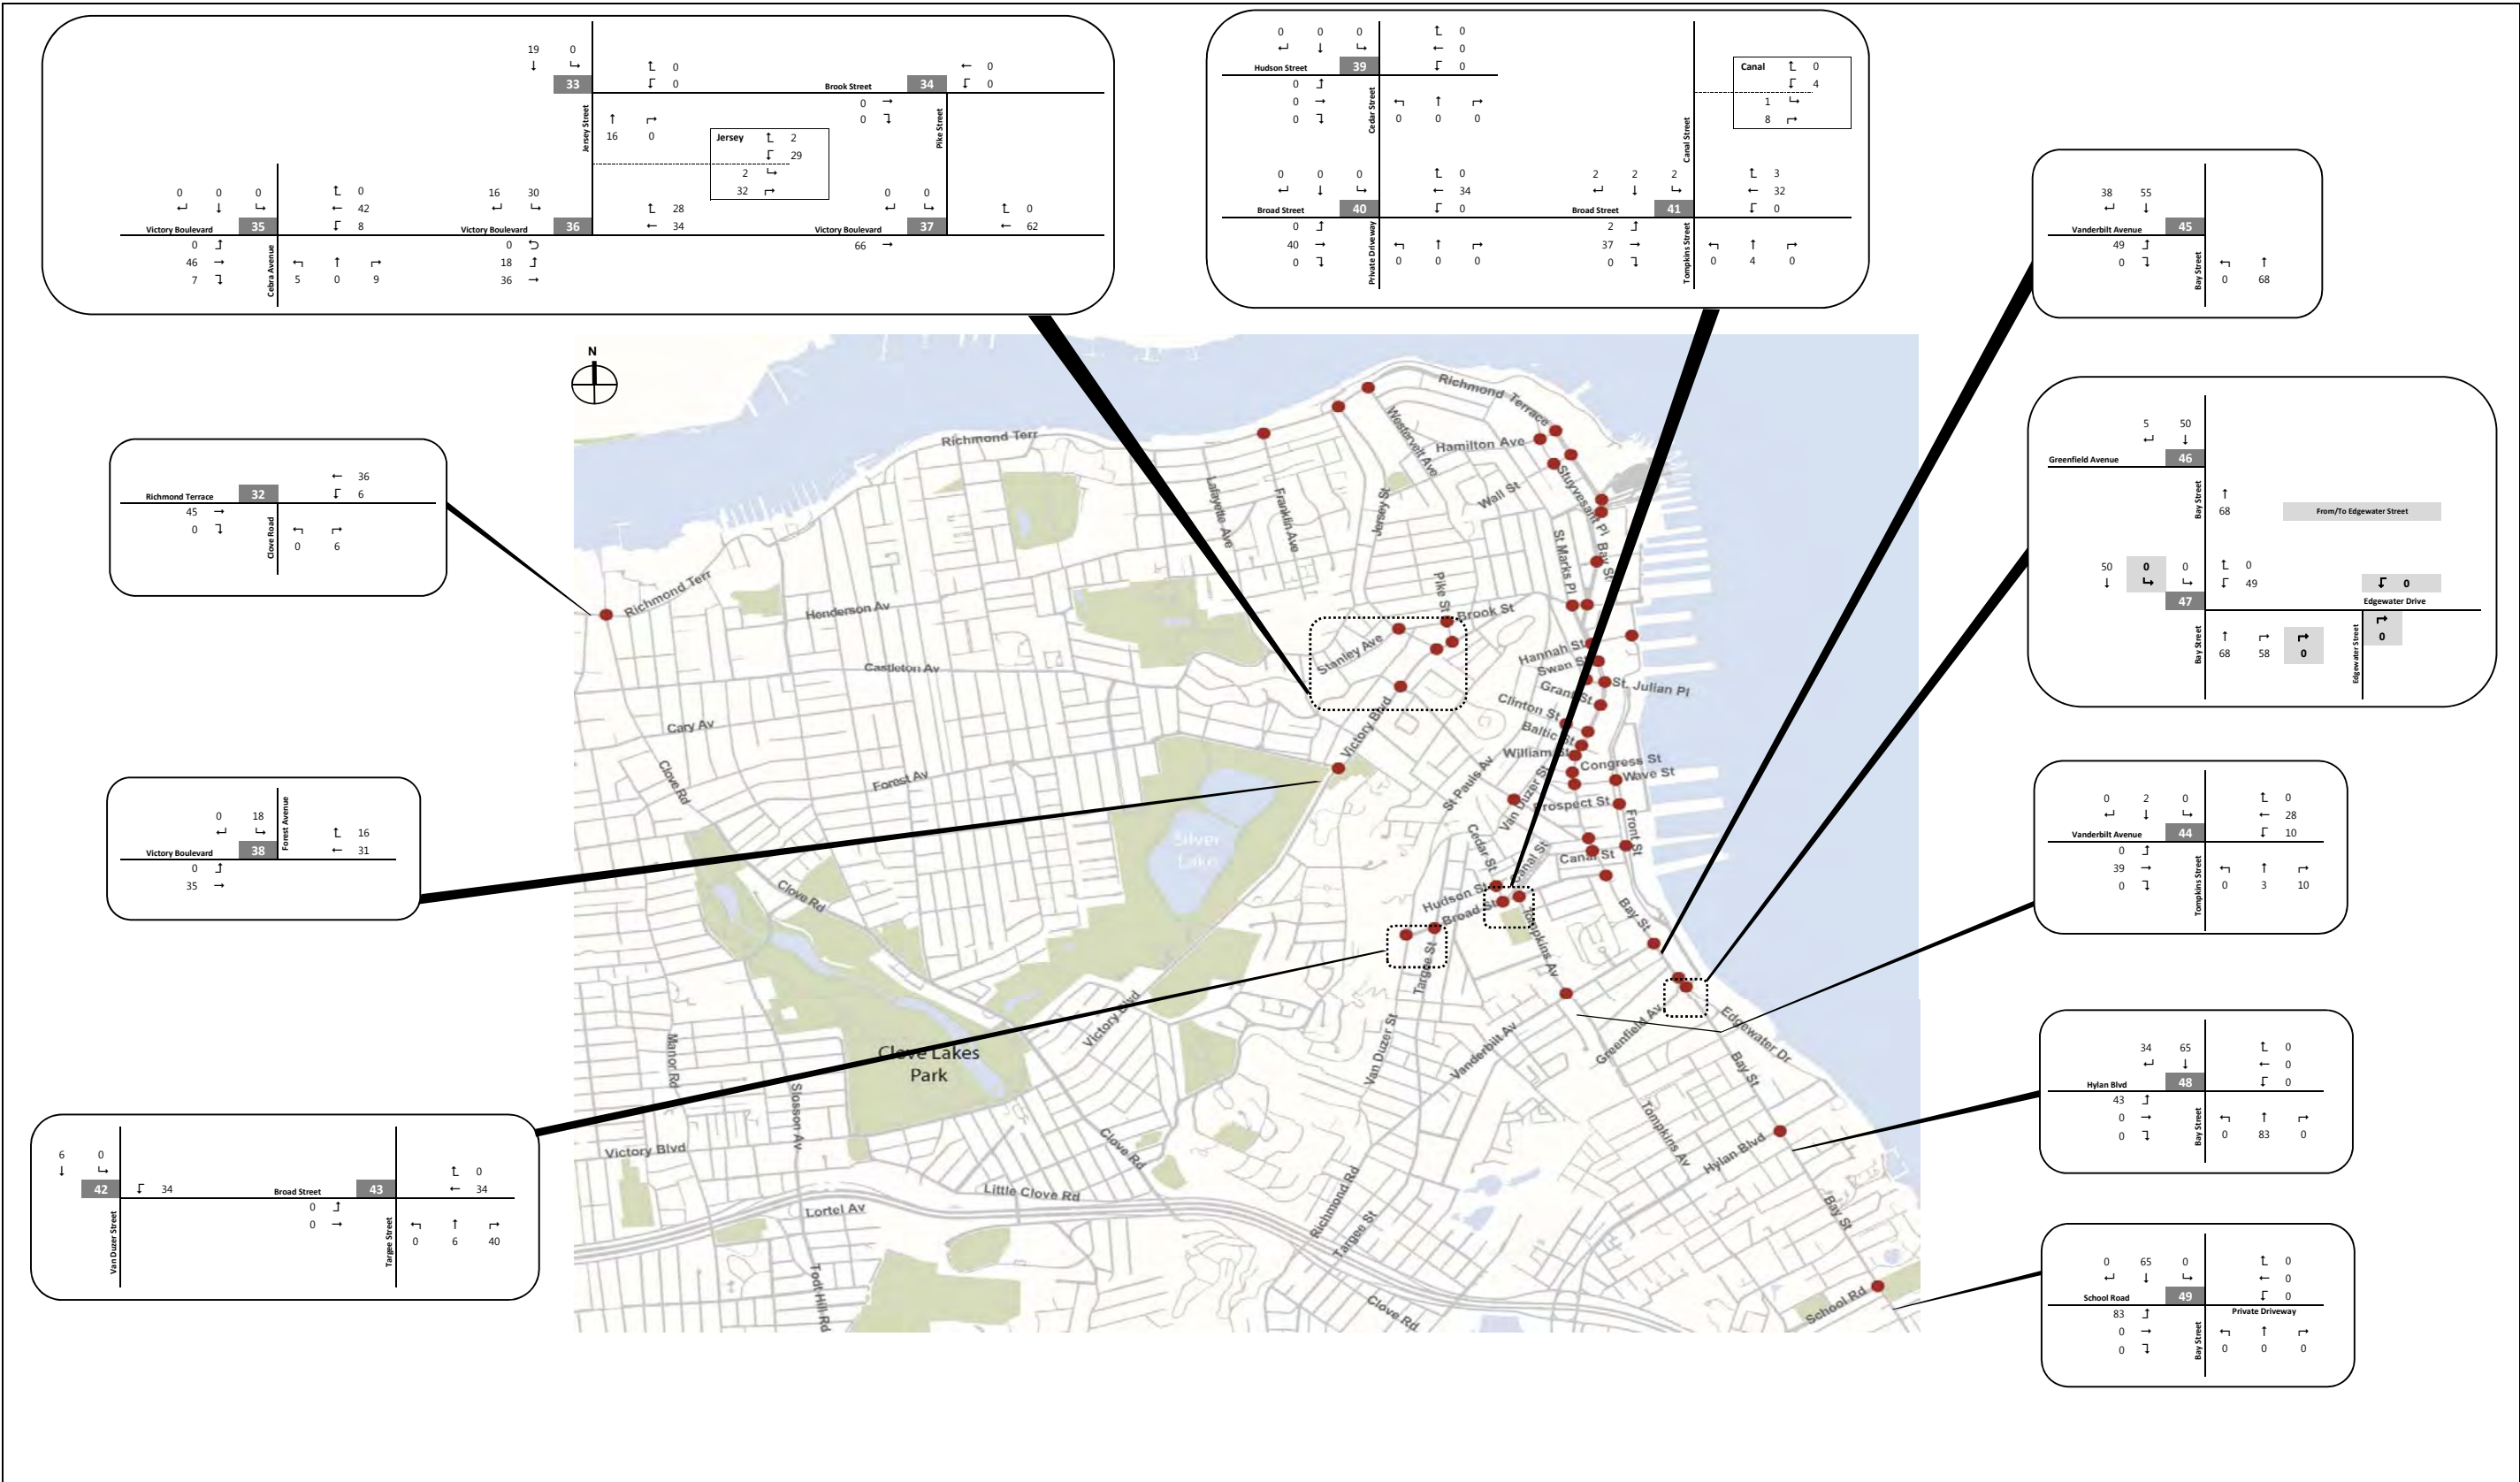 19 0
↓ ↳
33
↑ 0
↓ 0
Jersey Street
↑ ↱
16 0
Jersey ↑ 2
↓ 29
2 ↳
32 ↱
← 0
34 ↓ 0
Brook Street
0 →
0 ↴
Pike Street
0 0 0
↵ ↓ ↳
↑ 0
← 42
↓ 8
Victory Boulevard 35
0 ↑
46 →
7 ↴
Cebra Avenue
↰ ↑ ↱
5 0 9
16 30
↵ ↳
↑ 28
← 34
Victory Boulevard 36
0 ⮌
18 ↑
36 →
0 0
↵ ↳
↑ 0
← 62
Victory Boulevard 37
66 →
0 0 0
↵ ↓ ↳
↑ 0
← 0
↓ 0
Hudson Street 39
0 ↑
0 →
0 ↴
Cedar Street
↰ ↑ ↱
0 0 0
Canal ↑ 0
↓ 4
1 ↳
8 ↱
Canal Street
0 0 0
↵ ↓ ↳
↑ 0
← 34
↓ 0
Broad Street 40
0 ↑
40 →
0 ↴
Private Driveway
↰ ↑ ↱
0 0 0
2 2 2
↵ ↓ ↳
↑ 3
← 32
↓ 0
Broad Street 41
2 ↑
37 →
0 ↴
Tompkins Street
↰ ↑ ↱
0 4 0
38 55
↵ ↓
Vanderbilt Avenue 45
49 ↑
0 ↴
Bay Street
↰ ↑
0 68
5 50
↵ ↓
Greenfield Avenue 46
Bay Street
↑
68
From/To Edgewater Street
50 0 0
↓ ↳ ↳
↑ 0
↓ 49
↓ 0
47
Edgewater Drive
Bay Street
↑ ↱ ↱
68 58 0
Edgewater Street
↱
0
← 36
↓ 6
Richmond Terrace 32
45 →
0 ↴
Clove Road
↰ ↱
0 6
0 18
↵ ↳
Forest Avenue
↑ 16
← 31
Victory Boulevard 38
0 ↑
35 →
6 0
↓ ↳
42
↓ 34
Van Duzer Street
Broad Street 43
↑ 0
← 34
0 ↑
0 →
Targee Street
↰ ↑ ↱
0 6 40
0 2 0
↵ ↓ ↳
↑ 0
← 28
↓ 10
Vanderbilt Avenue 44
0 ↑
39 →
0 ↴
Tompkins Street
↰ ↑ ↱
0 3 10
34 65
↵ ↓
↑ 0
← 0
↓ 0
Hylan Blvd 48
43 ↑
0 →
0 ↴
Bay Street
↰ ↑ ↱
0 83 0
0 65 0
↵ ↓ ↳
↑ 0
← 0
↓ 0
School Road 49
Private Driveway
83 ↑
0 →
0 ↴
Bay Street
↰ ↑ ↱
0 0 0
N
Richmond Terr
Richmond Terrace
Westervelt Ave
Hamilton Ave
Lafayette Ave
Franklin Ave
Jersey St
Wall St
Stuyvesant Pl
St Marks Pl
Bay St
Richmond Terr
Henderson Av
Pike St
Brook St
Stanley Ave
Castleton Av
Hannah St
Swan St
Grant St
St. Julian Pl
Cary Av
Victory Blvd
Clinton St
Baltic St
William St
Congress St
Wave St
Clove Rd
Forest Av
St Pauls Av
Van Duzer St
Prospect St
Front St
Silver
Lake
Cedar St
Canal St
Canal St
Clove Rd
Hudson St
Broad St
Tompkins Av
Bay St
Targee St
Manor Rd
Clove Lakes
Park
Victory Blvd
Van Duzer St
Vanderbilt Av
Greenfield Av
Edgewater Dr
Bay St
Slosson Av
Clove Rd
Tompkins Av
Hylan Blvd
Victory Blvd
Little Clove Rd
Lortel Av
Richmond Rd
Targee St
Bay St
Todt Hill Rd
Clove Rd
School Rd